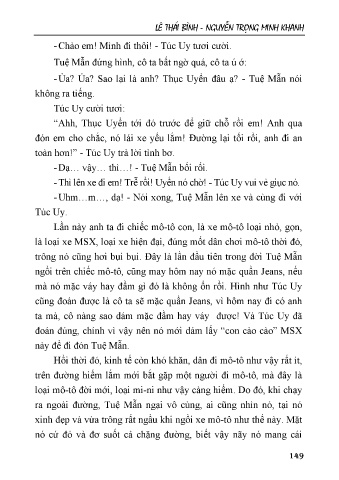 LÊ THÁI BÌNH - NGUYỄN TRỌNG MINH KHANH
- Chào em! Mình đi thôi! - Túc Uy tươi cười.
Tuệ Mẫn đứng hình, cô ta bất ngờ quá, cô ta ú ớ:
- Ủa? Ủa? Sao lại là anh? Thục Uyển đâu ạ? - Tuệ Mẫn nói
không ra tiếng.
Túc Uy cười tươi:
"Ahh, Thục Uyển tới đó trước để giữ chỗ rồi em! Anh qua
đón em cho chắc, nó lái xe yếu lắm! Đường lại tối rồi, anh đi an
toàn hơn!" - Túc Uy trả lời tỉnh bơ.
- Dạ… vậy… thì…! - Tuệ Mẫn bối rối.
- Thì lên xe đi em! Trễ rồi! Uyển nó chờ! - Túc Uy vui vẻ giục nó.
- Uhm…m…, dạ! - Nói xong, Tuệ Mẫn lên xe và cùng đi với
Túc Uy.
Lần này anh ta đi chiếc mô-tô con, là xe mô-tô loại nhỏ, gọn,
là loại xe MSX, loại xe hiện đại, đúng mốt dân chơi mô-tô thời đó,
trông nó cũng hơi bụi bụi. Đây là lần đầu tiên trong đời Tuệ Mẫn
ngồi trên chiếc mô-tô, cũng may hôm nay nó mặc quần Jeans, nếu
mà nó mặc váy hay đầm gì đó là không ổn rồi. Hình như Túc Uy
cũng đoán được là cô ta sẽ mặc quần Jeans, vì hôm nay đi có anh
ta mà, cô nàng sao dám mặc đầm hay váy được! Và Túc Uy đã
đoán đúng, chính vì vậy nên nó mới dám lấy "con cào cào" MSX
này để đi đón Tuệ Mẫn.
Hồi thời đó, kinh tế còn khó khăn, dân đi mô-tô như vậy rất ít,
trên đường hiếm lắm mới bắt gặp một người đi mô-tô, mà đây là
loại mô-tô đời mới, loại mi-ni như vậy càng hiếm. Do đó, khi chạy
ra ngoài đường, Tuệ Mẫn ngại vô cùng, ai cũng nhìn nó, tại nó
xinh đẹp và vừa trông rất ngầu khi ngồi xe mô-tô như thế này. Mặt
nó cứ đỏ và đơ suốt cả chặng đường, biết vậy nãy nó mang cái
149